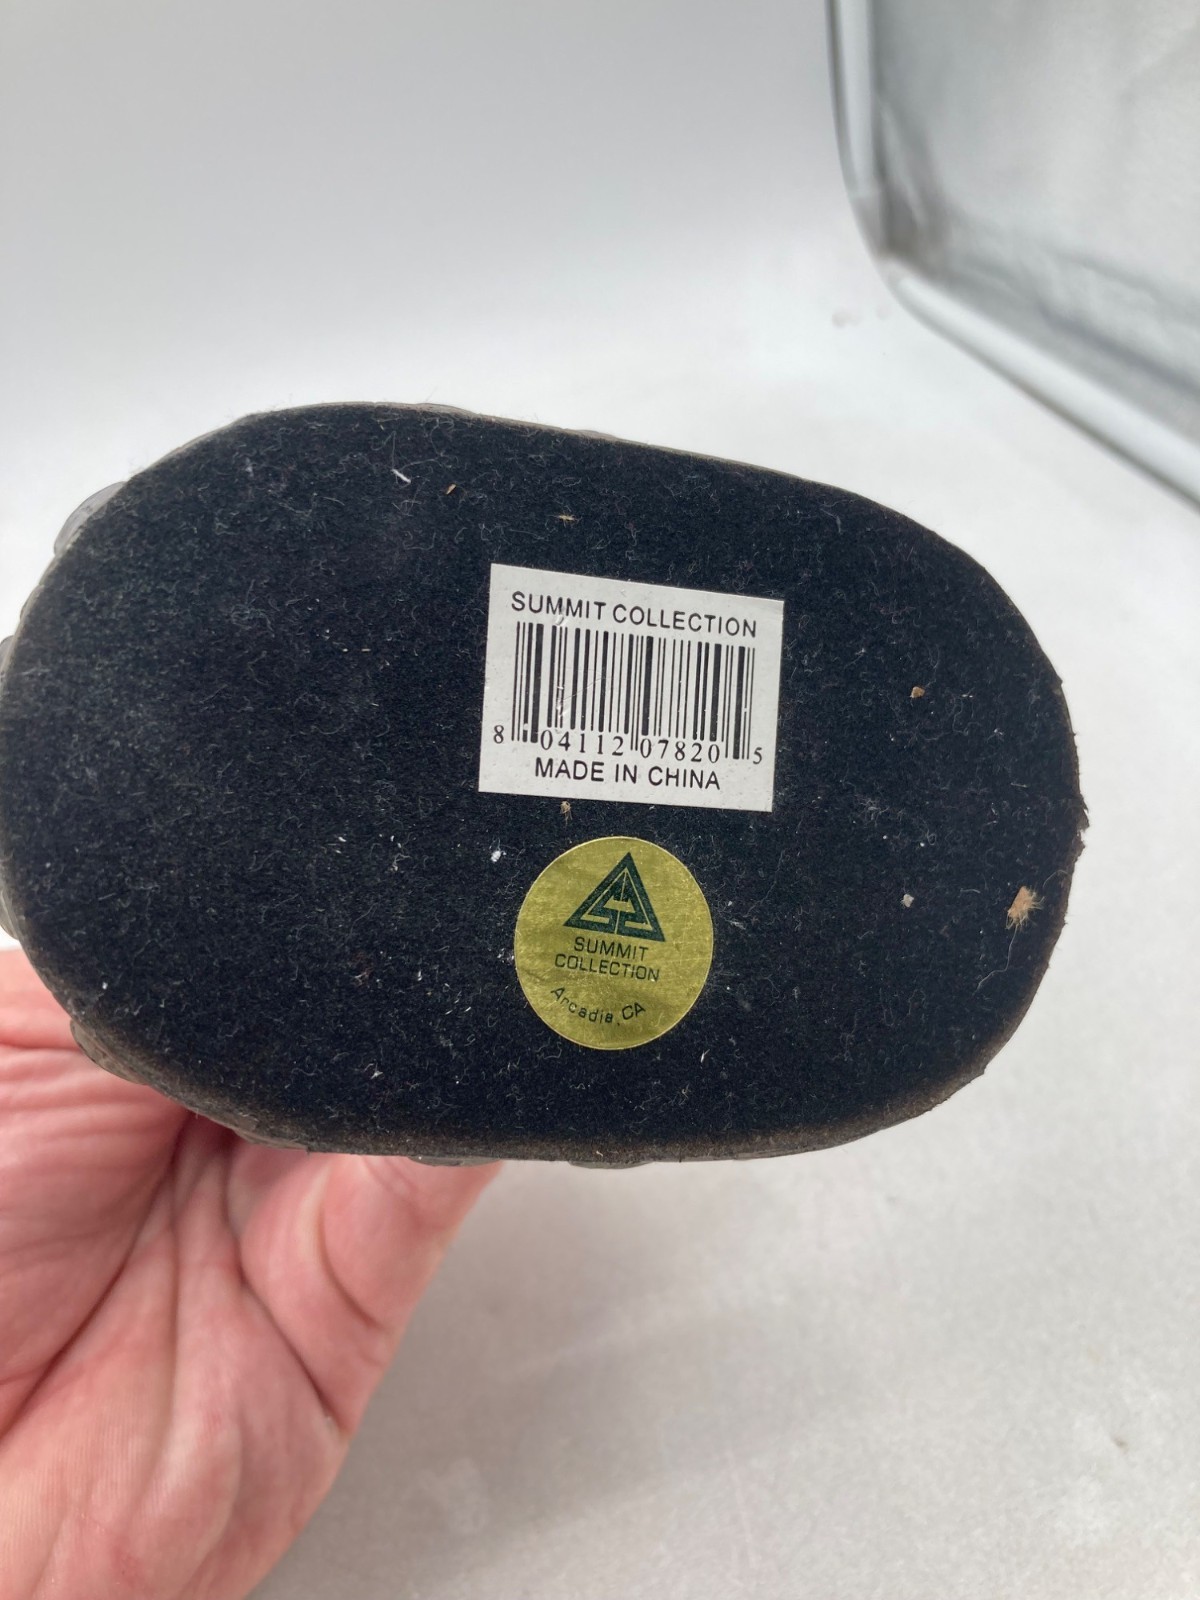 SUMMIT COLLECTION
8 04112 07820 5
MADE IN CHINA
SUMMIT
COLLECTION
Arcadia, CA